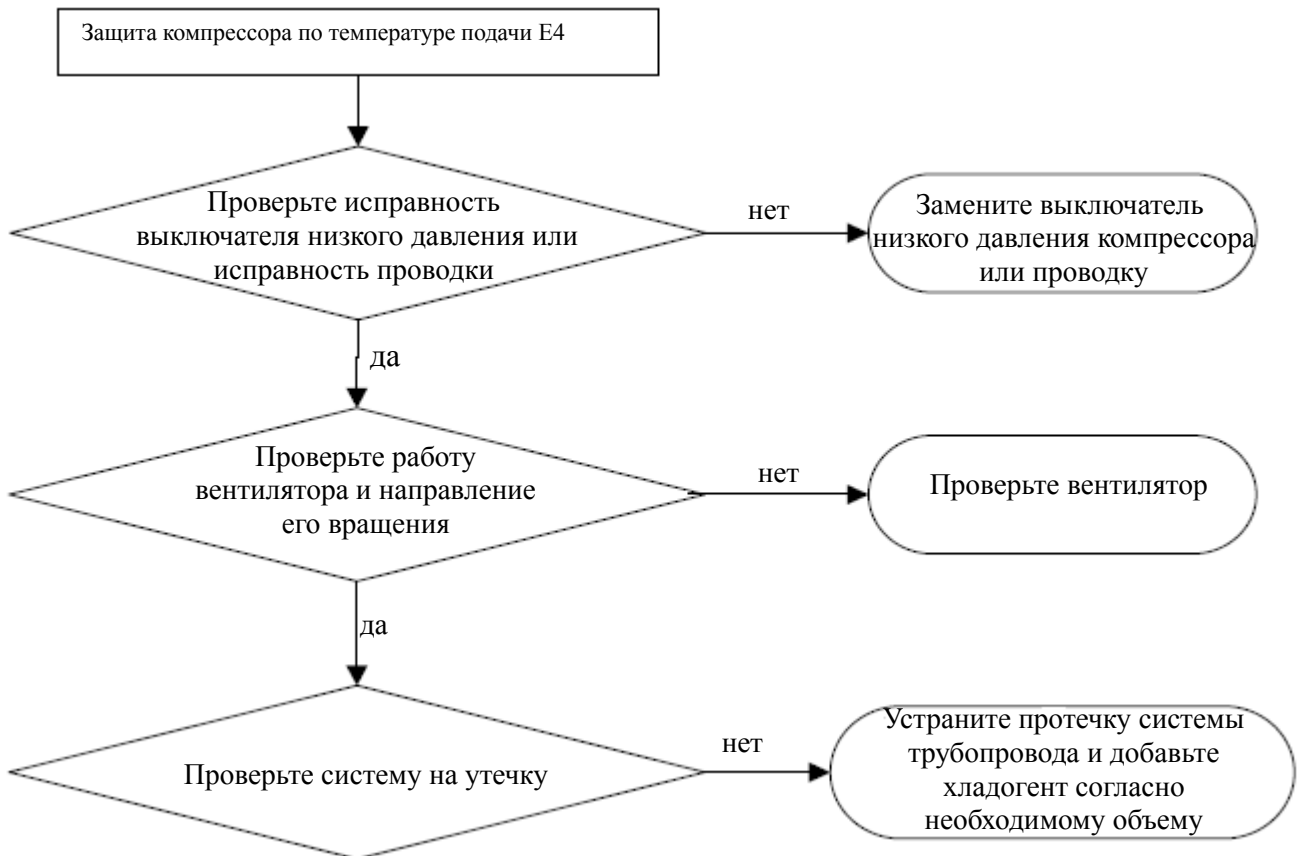 Защита компрессора по температуре подачи E4
Проверьте исправность
выключателя низкого давления или
исправность проводки
нет
Замените выключатель
низкого давления компрессора
или проводку
да
Проверьте работу
вентилятора и направление
его вращения
нет
Проверьте вентилятор
да
Проверьте систему на утечку
нет
Устраните протечку системы
трубопровода и добавьте
хладогент согласно
необходимому объему